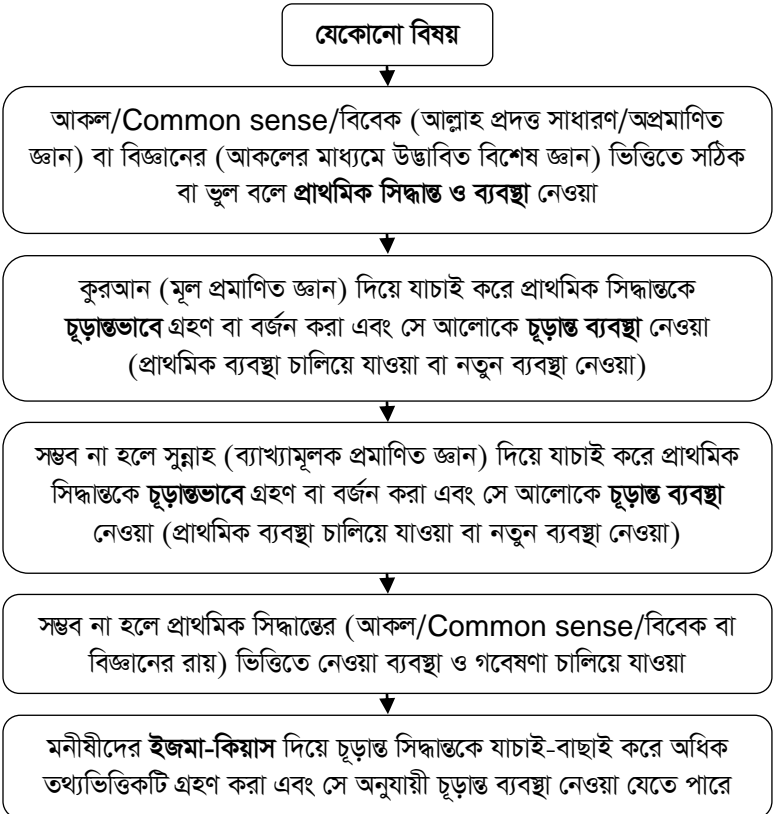 যেকোনো বিষয়
আকল/Common sense/বিবেক (আল্লাহ প্রদত্ত সাধারণ/অপ্রমাণিত
জ্ঞান) বা বিজ্ঞানের (আকলের মাধ্যমে উদ্ভাবিত বিশেষ জ্ঞান) ভিত্তিতে সঠিক
বা ভুল বলে প্রাথমিক সিদ্ধান্ত ও ব্যবস্থা নেওয়া
কুরআন (মূল প্রমাণিত জ্ঞান) দিয়ে যাচাই করে প্রাথমিক সিদ্ধান্তকে
চূড়ান্তভাবে গ্রহণ বা বর্জন করা এবং সে আলোকে চূড়ান্ত ব্যবস্থা নেওয়া
(প্রাথমিক ব্যবস্থা চালিয়ে যাওয়া বা নতুন ব্যবস্থা নেওয়া)
সম্ভব না হলে সুন্নাহ (ব্যাখ্যামূলক প্রমাণিত জ্ঞান) দিয়ে যাচাই করে প্রাথমিক
সিদ্ধান্তকে চূড়ান্তভাবে গ্রহণ বা বর্জন করা এবং সে আলোকে চূড়ান্ত ব্যবস্থা
নেওয়া (প্রাথমিক ব্যবস্থা চালিয়ে যাওয়া বা নতুন ব্যবস্থা নেওয়া)
সম্ভব না হলে প্রাথমিক সিদ্ধান্তের (আকল/Common sense/বিবেক বা
বিজ্ঞানের রায়) ভিত্তিতে নেওয়া ব্যবস্থা ও গবেষণা চালিয়ে যাওয়া
মনীষীদের ইজমা-কিয়াস দিয়ে চূড়ান্ত সিদ্ধান্তকে যাচাই-বাছাই করে অধিক
তথ্যভিত্তিকটি গ্রহণ করা এবং সে অনুযায়ী চূড়ান্ত ব্যবস্থা নেওয়া যেতে পারে